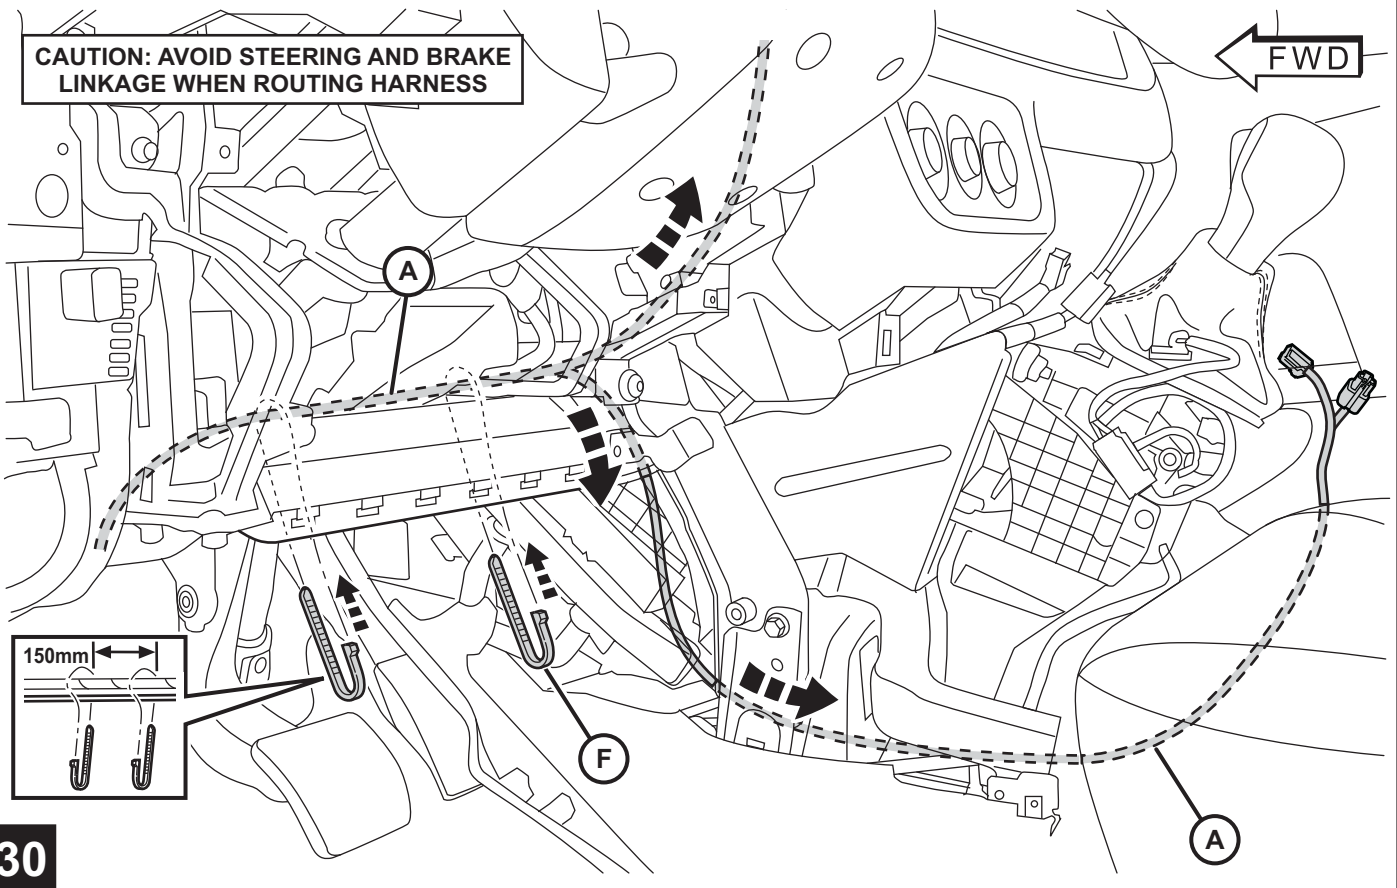 CAUTION: AVOID STEERING AND BRAKE
LINKAGE WHEN ROUTING HARNESS
FWD
A
150mm
F
A
30